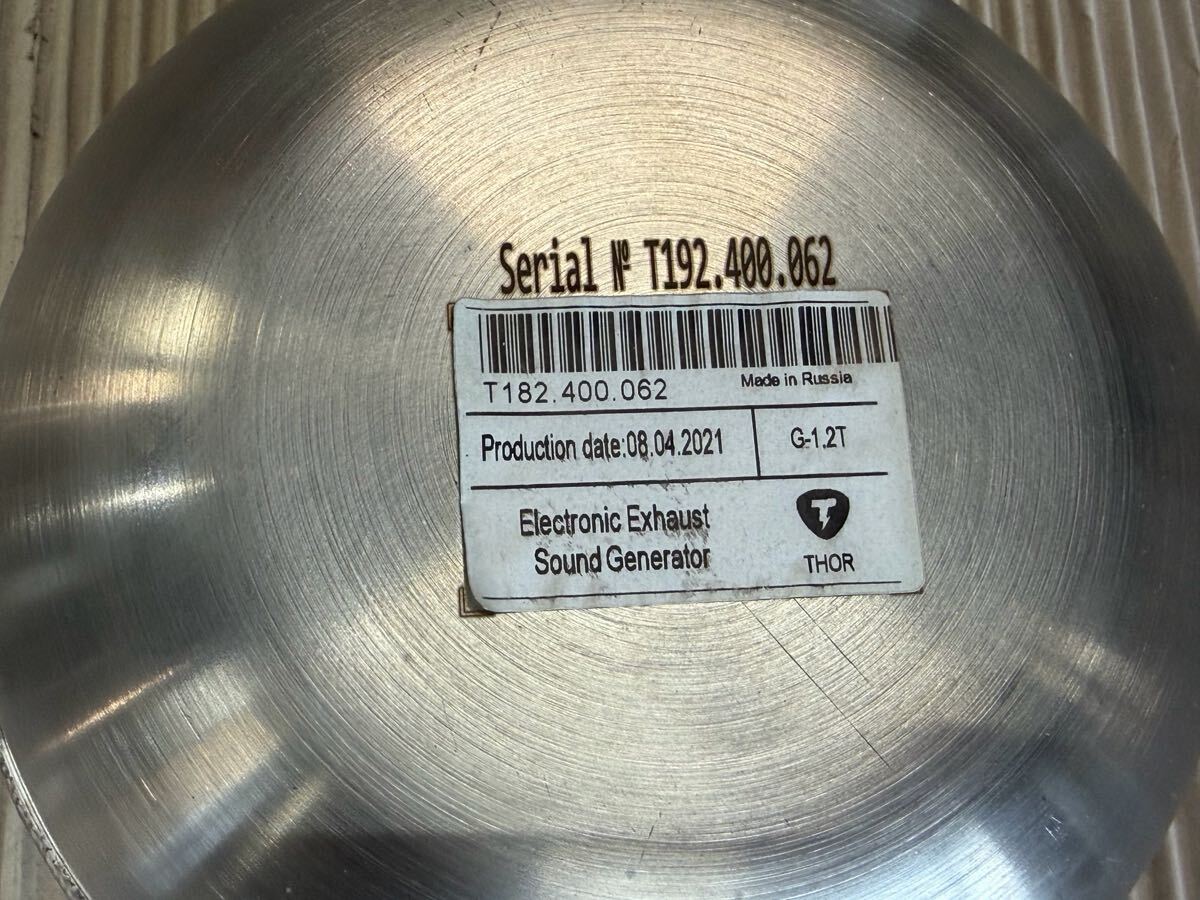 Serial № T192.400.062
T182.400.062 Made in Russia
Production date:08.04.2021 G-1.2T
Electronic Exhaust
Sound Generator
THOR